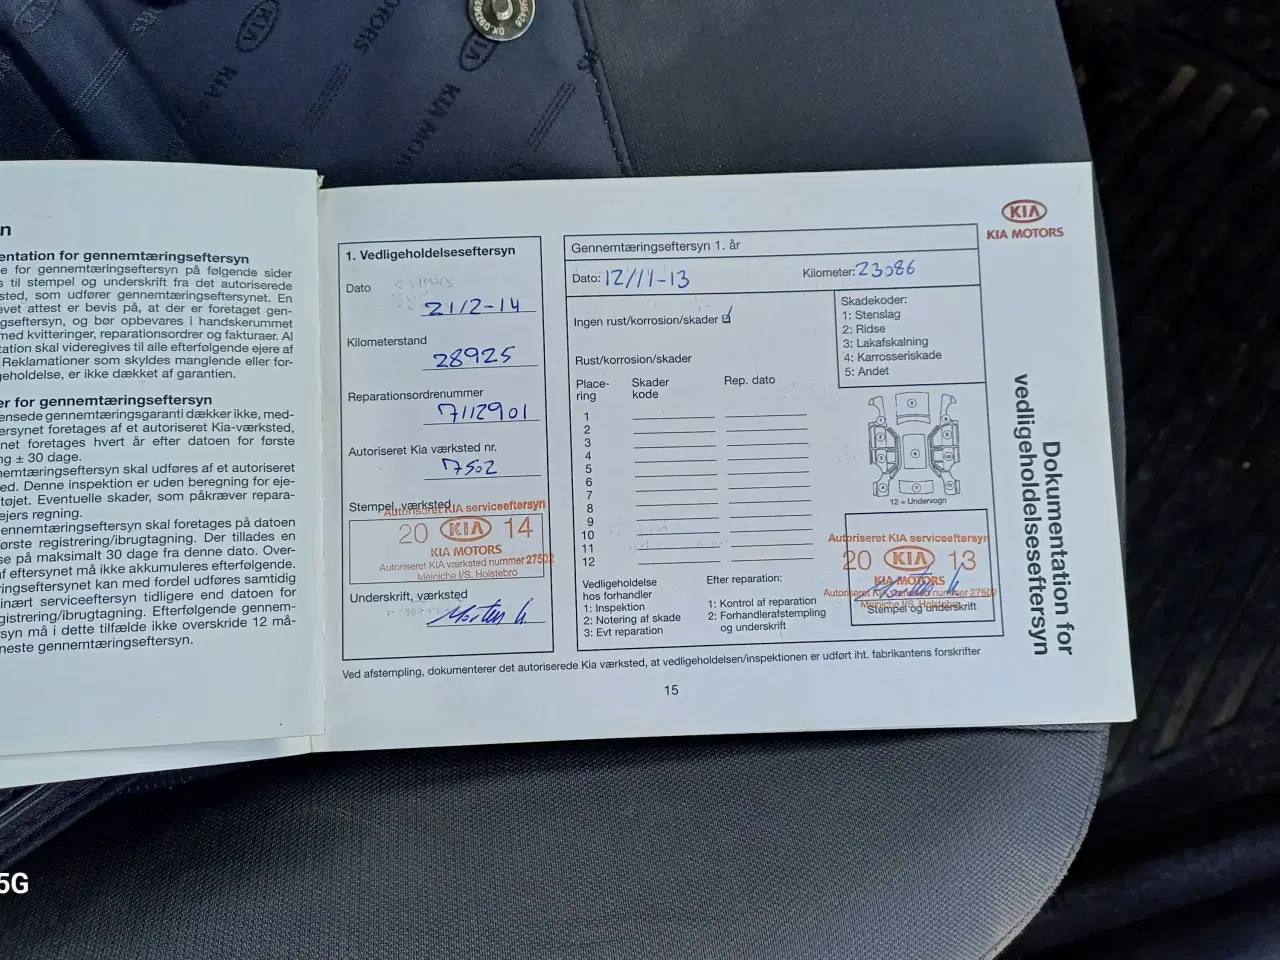 KIA MOTORS
KIA
n
entation for gennemtæringseftersyn
e for gennemtæringseftersyn på følgende sider
s til stempel og underskrift fra det autoriserede
sted, som udfører gennemtæringseftersynet. En
evet attest er bevis på, at der er foretaget gen-
gseftersyn, og bør opbevares i handskerummet
med kvitteringer, reparationsordrer og fakturaer. Al
tation skal videregives til alle efterfølgende ejere af
Reklamationer som skyldes manglende eller for-
geholdelse, er ikke dækket af garantien.
er for gennemtæringseftersyn
ensede gennemtæringsgaranti dækker ikke, med-
ersynet foretages af et autoriseret Kia-værksted,
net foretages hvert år efter datoen for første
ng ± 30 dage.
nemtæringseftersyn skal udføres af et autoriseret
ed. Denne inspektion er uden beregning for eje-
tøjet. Eventuelle skader, som påkræver repara-
ejers regning.
ennemtæringseftersyn skal foretages på datoen
ørste registrering/ibrugtagning. Der tillades en
se på maksimalt 30 dage fra denne dato. Over-
f eftersynet må ikke akkumuleres efterfølgende.
ringseftersynet kan med fordel udføres samtidig
inært serviceeftersyn tidligere end datoen for
gistrering/ibrugtagning. Efterfølgende gennem-
syn må i dette tilfælde ikke overskride 12 må-
neste gennemtæringseftersyn.
1. Vedligeholdelseseftersyn
Dato
21/2-14
Kilometerstand
28925
Reparationsordrenummer
7112901
Autoriseret Kia værksted nr.
7502
Stempel, værksted
Autoriseret KIA serviceeftersyn
20 KIA 14
KIA MOTORS
Autoriseret KIA værksted nummer 27502
Meiniche I/S, Holstebro
Underskrift, værksted
Morten
Gennemtæringseftersyn 1. år
Dato: 12/11-13 Kilometer: 23086
Ingen rust/korrosion/skader
Rust/korrosion/skader
Place-
ring
Skader
kode
Rep. dato
1
2
3
4
5
6
7
8
9
10
11
12
Skadekoder:
1: Stenslag
2: Ridse
3: Lakafskalning
4: Karrosseriskade
5: Andet
12 = Undervogn
Vedligeholdelse
hos forhandler
1: Inspektion
2: Notering af skade
3: Evt reparation
Efter reparation:
1: Kontrol af reparation
2: Forhandlerafstempling
og underskrift
Autoriseret KIA serviceeftersyn
20 KIA 13
KIA MOTORS
Autoriseret KIA værksted nummer 27502
Meiniche I/S, Holstebro
Stempel og underskrift
Ved afstempling, dokumenterer det autoriserede Kia værksted, at vedligeholdelsen/inspektionen er udført iht. fabrikantens forskrifter
15
KIA
KIA MOTORS
Dokumentation for
vedligeholdelseseftersyn
5G